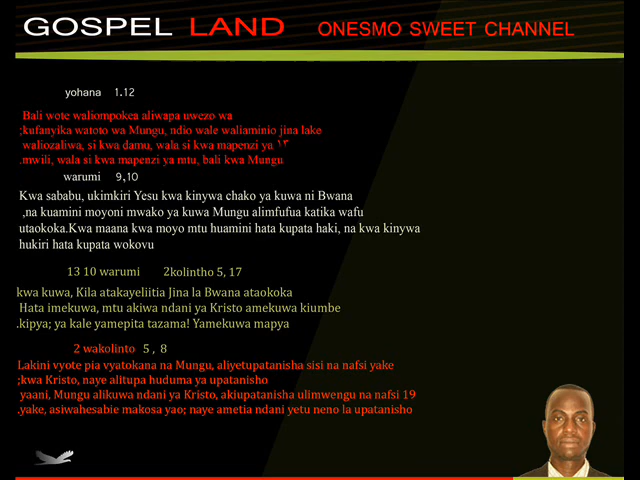 GOSPEL LAND ONESMO SWEET CHANNEL
yohana 1.12
Bali wote waliompokea aliwapa uwezo wa
;kufanyika watoto wa Mungu, ndio wale waliaminio jina lake
waliozaliwa, si kwa damu, wala si kwa mapenzi ya ١٣
.mwili, wala si kwa mapenzi ya mtu, bali kwa Mungu
warumi 9,10
Kwa sababu, ukimkiri Yesu kwa kinywa chako ya kuwa ni Bwana
,na kuamini moyoni mwako ya kuwa Mungu alimfufua katika wafu
utaokoka.Kwa maana kwa moyo mtu huamini hata kupata haki, na kwa kinywa
hukiri hata kupata wokovu
13 10 warumi 2kolintho 5, 17
kwa kuwa, Kila atakayeliitia Jina la Bwana ataokoka
Hata imekuwa, mtu akiwa ndani ya Kristo amekuwa kiumbe
.kipya; ya kale yamepita tazama! Yamekuwa mapya
2 wakolinto 5 , 8
Lakini vyote pia vyatokana na Mungu, aliyetupatanisha sisi na nafsi yake
;kwa Kristo, naye alitupa huduma ya upatanisho
yaani, Mungu alikuwa ndani ya Kristo, akiupatanisha ulimwengu na nafsi 19
.yake, asiwahesabie makosa yao; naye ametia ndani yetu neno la upatanisho